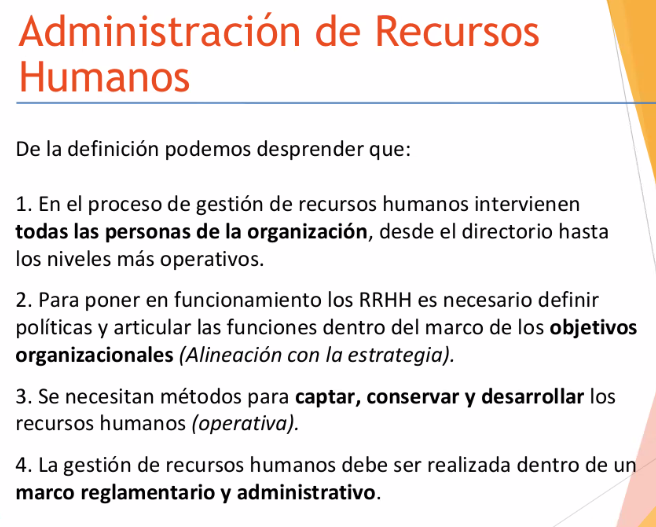 Administración de Recursos
Humanos
De la definición podemos desprender que:
1. En el proceso de gestión de recursos humanos intervienen
todas las personas de la organización, desde el directorio hasta
los niveles más operativos.
2. Para poner en funcionamiento los RRHH es necesario definir
políticas y articular las funciones dentro del marco de los objetivos
organizacionales (Alineación con la estrategia).
3. Se necesitan métodos para captar, conservar y desarrollar los
recursos humanos (operativa).
4. La gestión de recursos humanos debe ser realizada dentro de un
marco reglamentario y administrativo.